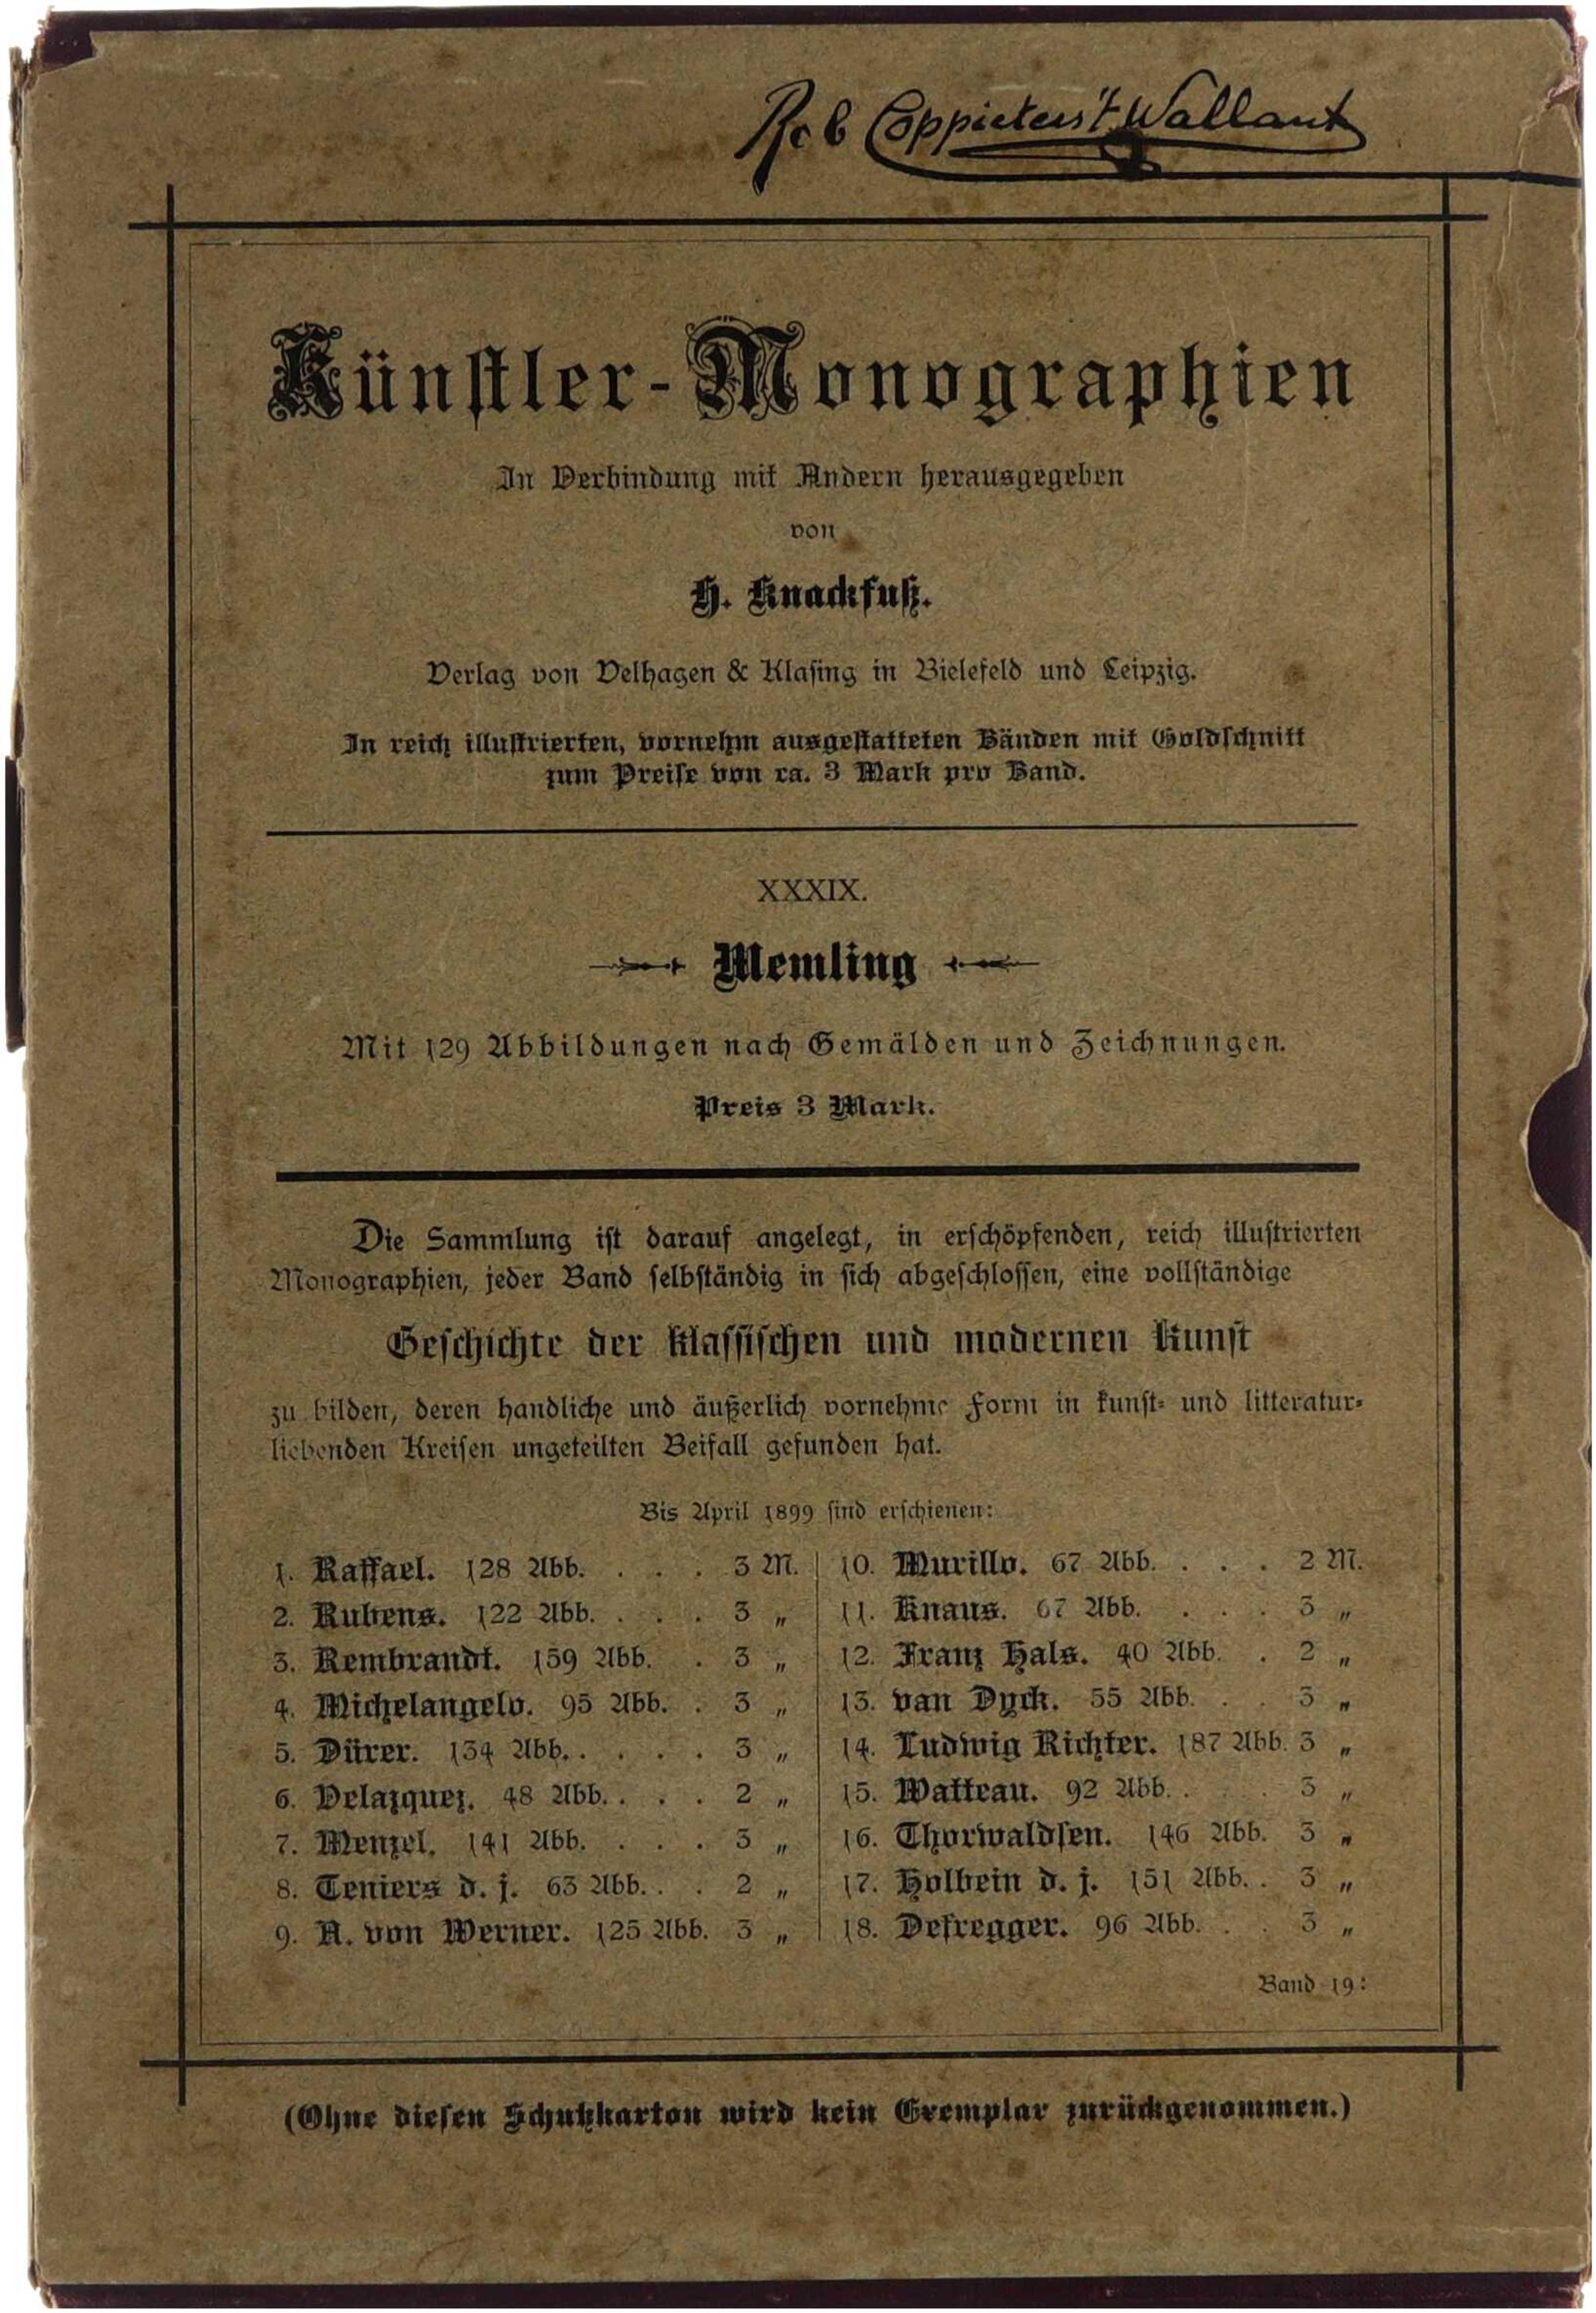 Rob Coppieters 't Wallant
Künstler-Monographien
In Verbindung mit Andern herausgegeben
von
H. Knackfuß.
Verlag von Velhagen & Klasing in Bielefeld und Leipzig.
In reich illustrierten, vornehm ausgestatteten Bänden mit Goldschnitt
zum Preise von ca. 3 Mark pro Band.
XXXIX.
Memling
Mit 129 Abbildungen nach Gemälden und Zeichnungen.
Preis 3 Mark.
Die Sammlung ist darauf angelegt, in erschöpfenden, reich illustrierten
Monographien, jeder Band selbständig in sich abgeschlossen, eine vollständige
Geschichte der klassischen und modernen Kunst
zu bilden, deren handliche und äußerlich vornehme Form in kunst- und litteratur-
liebenden Kreisen ungeteilten Beifall gefunden hat.
Bis April 1899 sind erschienen:
1. Raffael. 128 Abb. . . . 3 M.
2. Rubens. 122 Abb. . . . 3 „
3. Rembrandt. 159 Abb. . 3 „
4. Michelangelo. 95 Abb. . 3 „
5. Dürer. 134 Abb. . . . . 3 „
6. Velazquez. 48 Abb. . . . 2 „
7. Menzel. 141 Abb. . . . 3 „
8. Teniers d. j. 63 Abb. . . 2 „
9. A. von Werner. 125 Abb. 3 „
10. Murillo. 67 Abb. . . . 2 M.
11. Knaus. 67 Abb. . . . 3 „
12. Franz Hals. 40 Abb. . 2 „
13. van Dyck. 55 Abb. . . 3 „
14. Ludwig Richter. 187 Abb. 3 „
15. Watteau. 92 Abb. . . . 3 „
16. Thorwaldsen. 146 Abb. 3 „
17. Holbein d. j. 151 Abb. . 3 „
18. Defregger. 96 Abb. . . 3 „
Band 19:
(Ohne diesen Schutzkarton wird kein Exemplar zurückgenommen.)